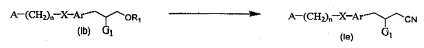 A–(CH₂)ₙ–X–Ar OR₁ A–(CH₂)ₙ–X–Ar CN
G₁ G₁
(Ib) (Ie)